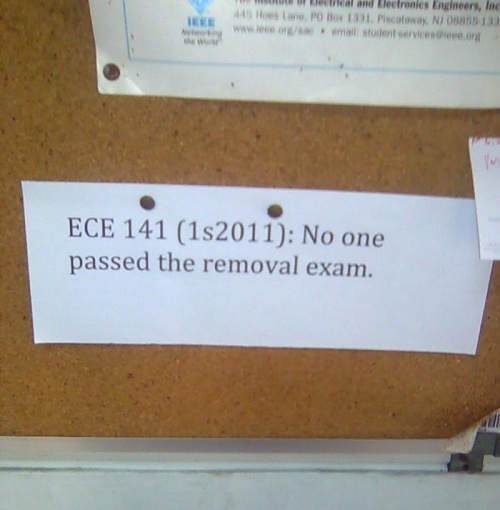 IEEE
Networking
the World
Institute of Electrical and Electronics Engineers, Inc
445 Hoes Lane, PO Box 1331, Piscataway, NJ 08855-133
www.ieee.org/sac • email: student-services@ieee.org
ECE 141 (1s2011): No one
passed the removal exam.